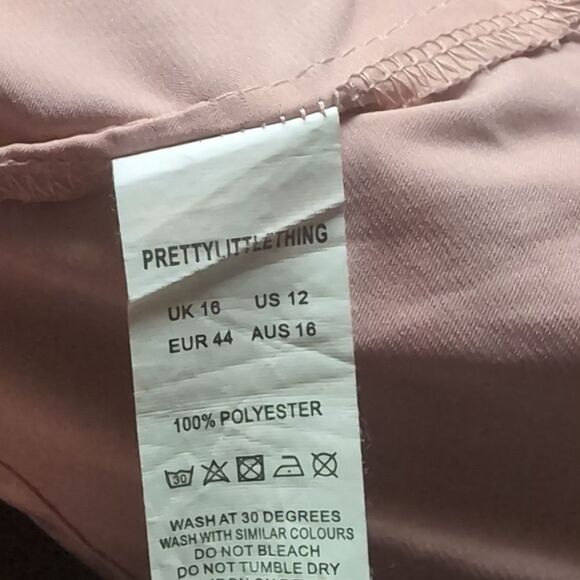 PRETTYLITTLETHING
UK 16 US 12
EUR 44 AUS 16
100% POLYESTER
30
WASH AT 30 DEGREES
WASH WITH SIMILAR COLOURS
DO NOT BLEACH
DO NOT TUMBLE DRY